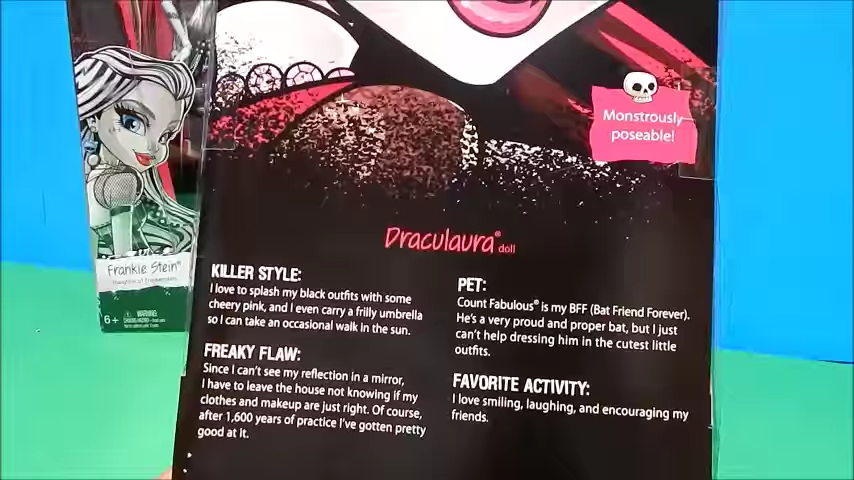 Monstrously
poseable!
Draculaura® doll
KILLER STYLE:
I love to splash my black outfits with some
cheery pink, and I even carry a frilly umbrella
so I can take an occasional walk in the sun.
FREAKY FLAW:
Since I can't see my reflection in a mirror,
I have to leave the house not knowing if my
clothes and makeup are just right. Of course,
after 1,600 years of practice I've gotten pretty
good at it.
PET:
Count Fabulous® is my BFF (Bat Friend Forever).
He's a very proud and proper bat, but I just
can't help dressing him in the cutest little
outfits.
FAVORITE ACTIVITY:
I love smiling, laughing, and encouraging my
friends.
Frankie Stein®
6+ WARNING: